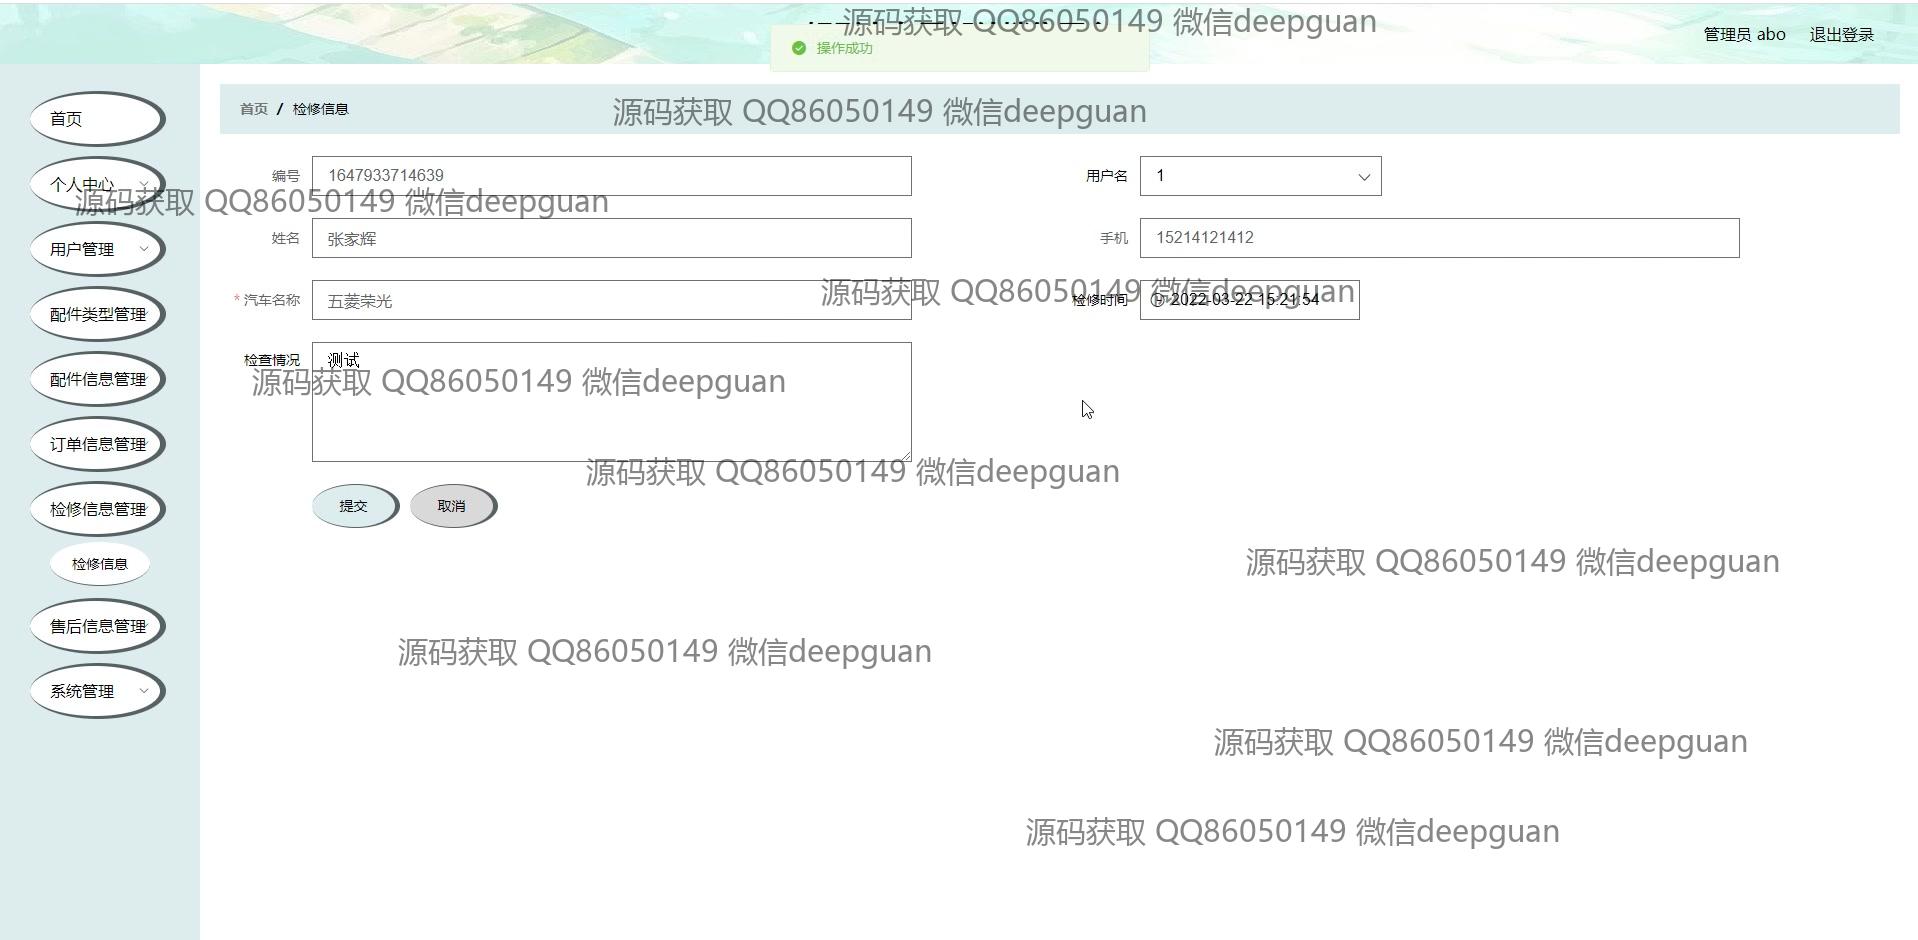 源码获取 QQ86050149 微信deepguan
操作成功
管理员 abo
退出登录
首页 / 检修信息
源码获取 QQ86050149 微信deepguan
首页
个人中心
源码获取 QQ86050149 微信deepguan
用户管理
配件类型管理
配件信息管理
订单信息管理
检修信息管理
检修信息
售后信息管理
系统管理
编号 1647933714639
用户名 1
姓名 张家辉
手机 15214121412
* 汽车名称 五菱荣光
检修时间 2022-03-22 15:21:54
源码获取 QQ86050149 微信deepguan
检查情况 测试
源码获取 QQ86050149 微信deepguan
源码获取 QQ86050149 微信deepguan
提交 取消
源码获取 QQ86050149 微信deepguan
源码获取 QQ86050149 微信deepguan
源码获取 QQ86050149 微信deepguan
源码获取 QQ86050149 微信deepguan